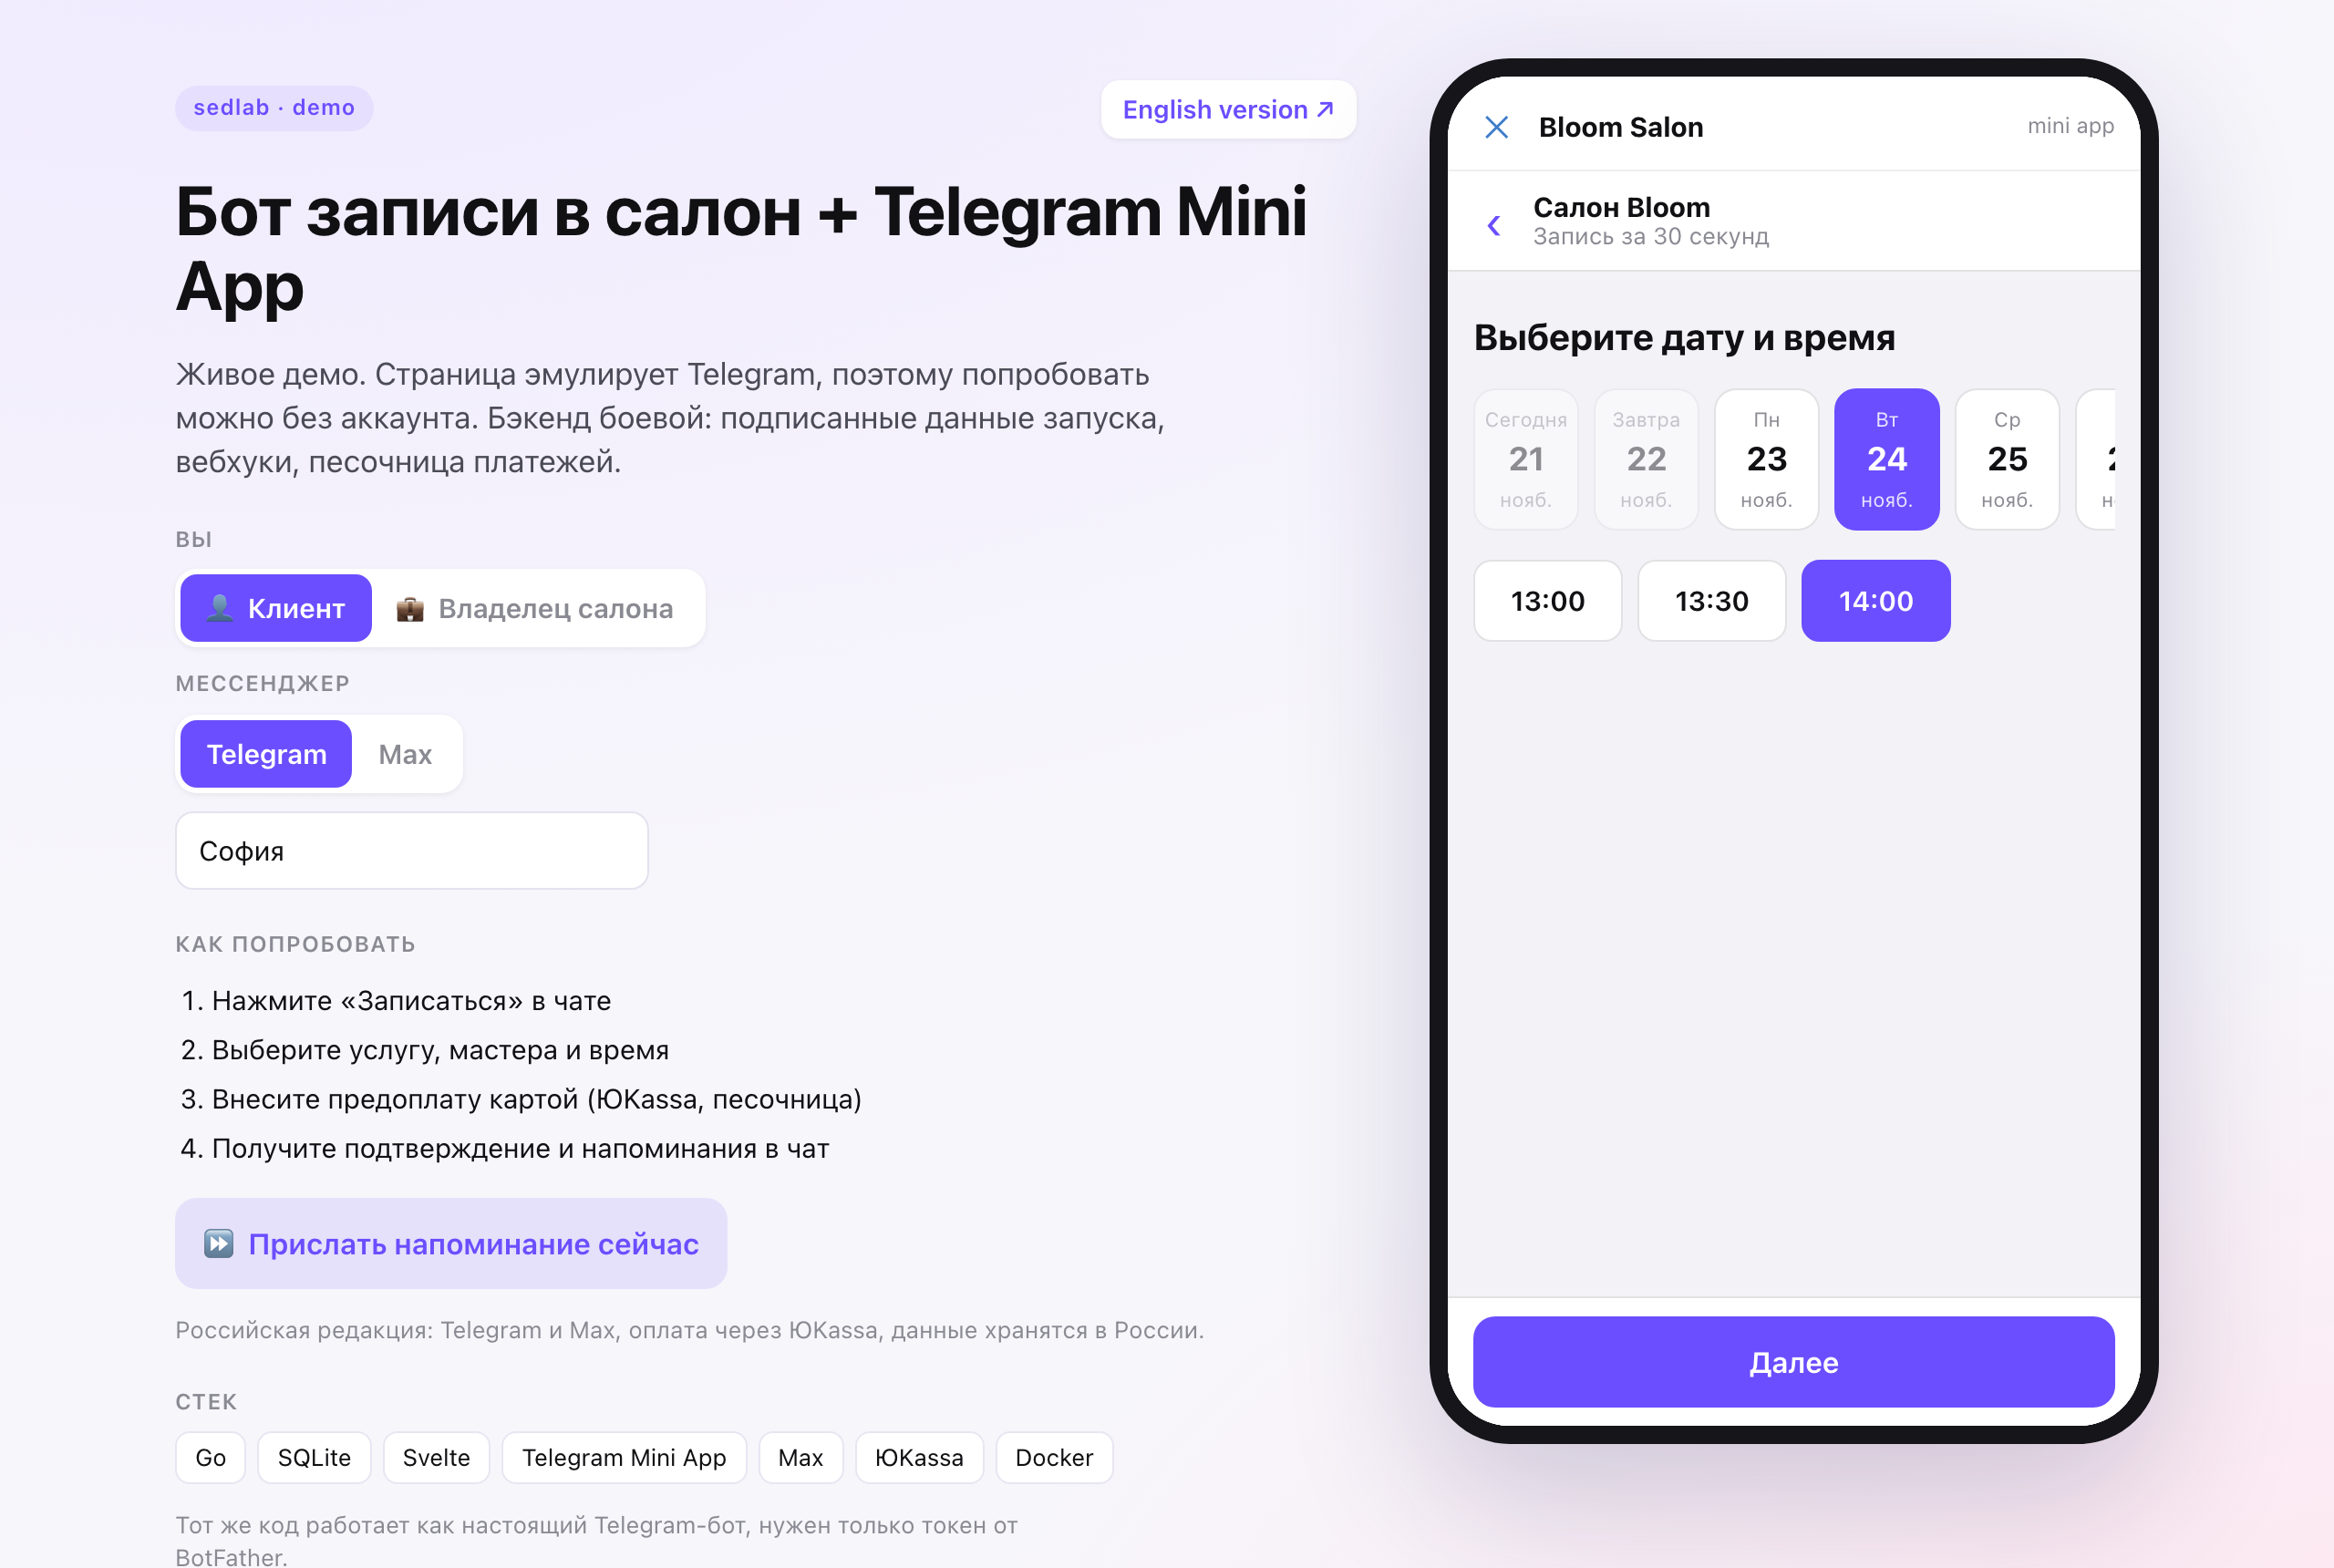 sedlab · demo
English version ↗
Бот записи в салон + Telegram Mini
App
Живое демо. Страница эмулирует Telegram, поэтому попробовать
можно без аккаунта. Бэкенд боевой: подписанные данные запуска,
вебхуки, песочница платежей.
ВЫ
Клиент
Владелец салона
МЕССЕНДЖЕР
Telegram
Max
София
КАК ПОПРОБОВАТЬ
1. Нажмите «Записаться» в чате
2. Выберите услугу, мастера и время
3. Внесите предоплату картой (ЮKassa, песочница)
4. Получите подтверждение и напоминания в чат
Прислать напоминание сейчас
Российская редакция: Telegram и Max, оплата через ЮKassa, данные хранятся в России.
СТЕК
Go
SQLite
Svelte
Telegram Mini App
Max
ЮKassa
Docker
Тот же код работает как настоящий Telegram-бот, нужен только токен от
BotFather.
Bloom Salon
mini app
Салон Bloom
Запись за 30 секунд
Выберите дату и время
Сегодня
21
нояб.
Завтра
22
нояб.
Пн
23
нояб.
Вт
24
нояб.
Ср
25
нояб.
13:00
13:30
14:00
Далее